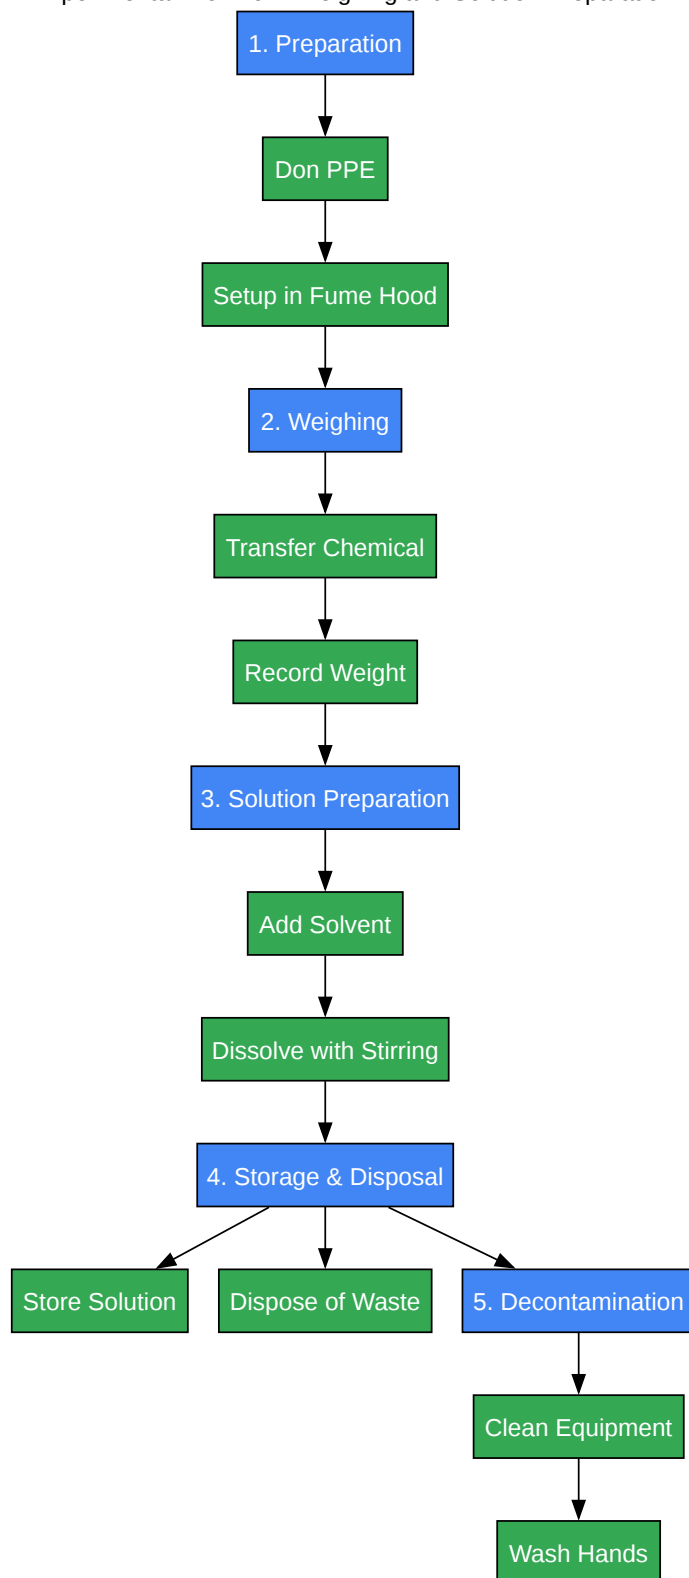 1. Preparation
Don PPE
Setup in Fume Hood
2. Weighing
Transfer Chemical
Record Weight
3. Solution Preparation
Add Solvent
Dissolve with Stirring
4. Storage & Disposal
Store Solution
Dispose of Waste
5. Decontamination
Clean Equipment
Wash Hands